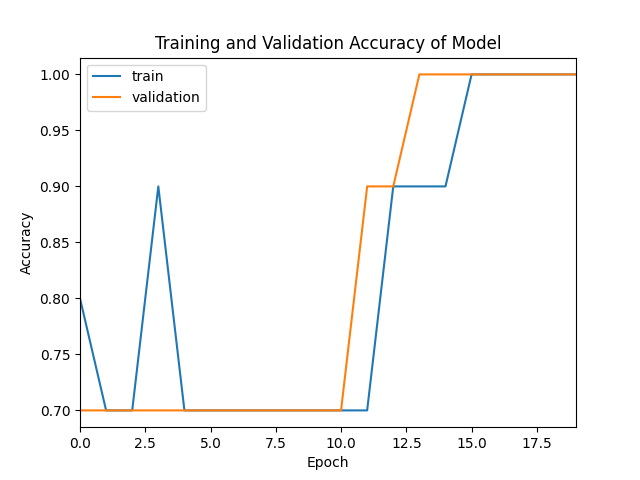 Training and Validation Accuracy of Model
train
validation
Accuracy
1.00
0.95
0.90
0.85
0.80
0.75
0.70
0.0 2.5 5.0 7.5 10.0 12.5 15.0 17.5
Epoch